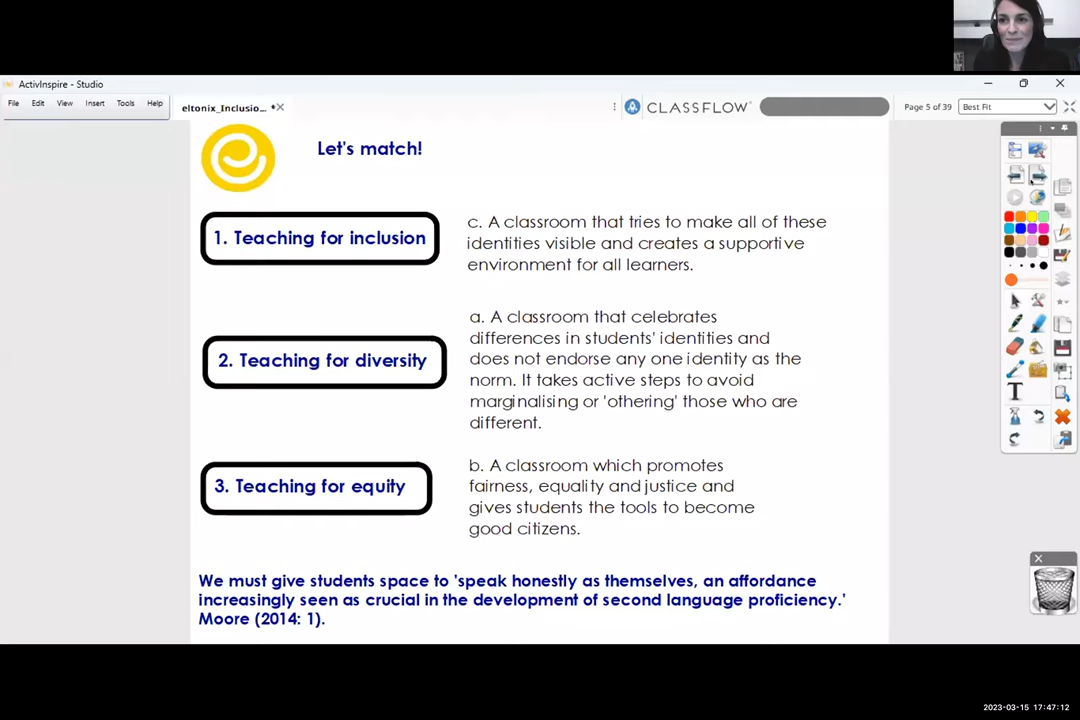 ActivInspire - Studio
File Edit View Insert Tools Help
eltonix_Inclusio... *
CLASSFLOW
Page 5 of 39
Best Fit
Let's match!
1. Teaching for inclusion
c. A classroom that tries to make all of these
identities visible and creates a supportive
environment for all learners.
2. Teaching for diversity
a. A classroom that celebrates
differences in students' identities and
does not endorse any one identity as the
norm. It takes active steps to avoid
marginalising or 'othering' those who are
different.
3. Teaching for equity
b. A classroom which promotes
fairness, equality and justice and
gives students the tools to become
good citizens.
We must give students space to 'speak honestly as themselves, an affordance
increasingly seen as crucial in the development of second language proficiency.'
Moore (2014: 1).
2023-03-15 17:47:12